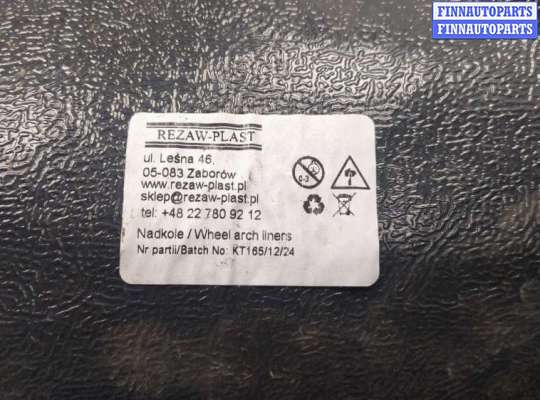 FINNAUTOPARTS
FINNAUTOPARTS
REZAW-PLAST
ul. Leśna 46,
05-083 Zaborów
www.rezaw-plast.pl
sklep@rezaw-plast.pl
tel: +48 22 780 92 12
0-3
Nadkole / Wheel arch liners
Nr partii/Batch No: KT165/12/24